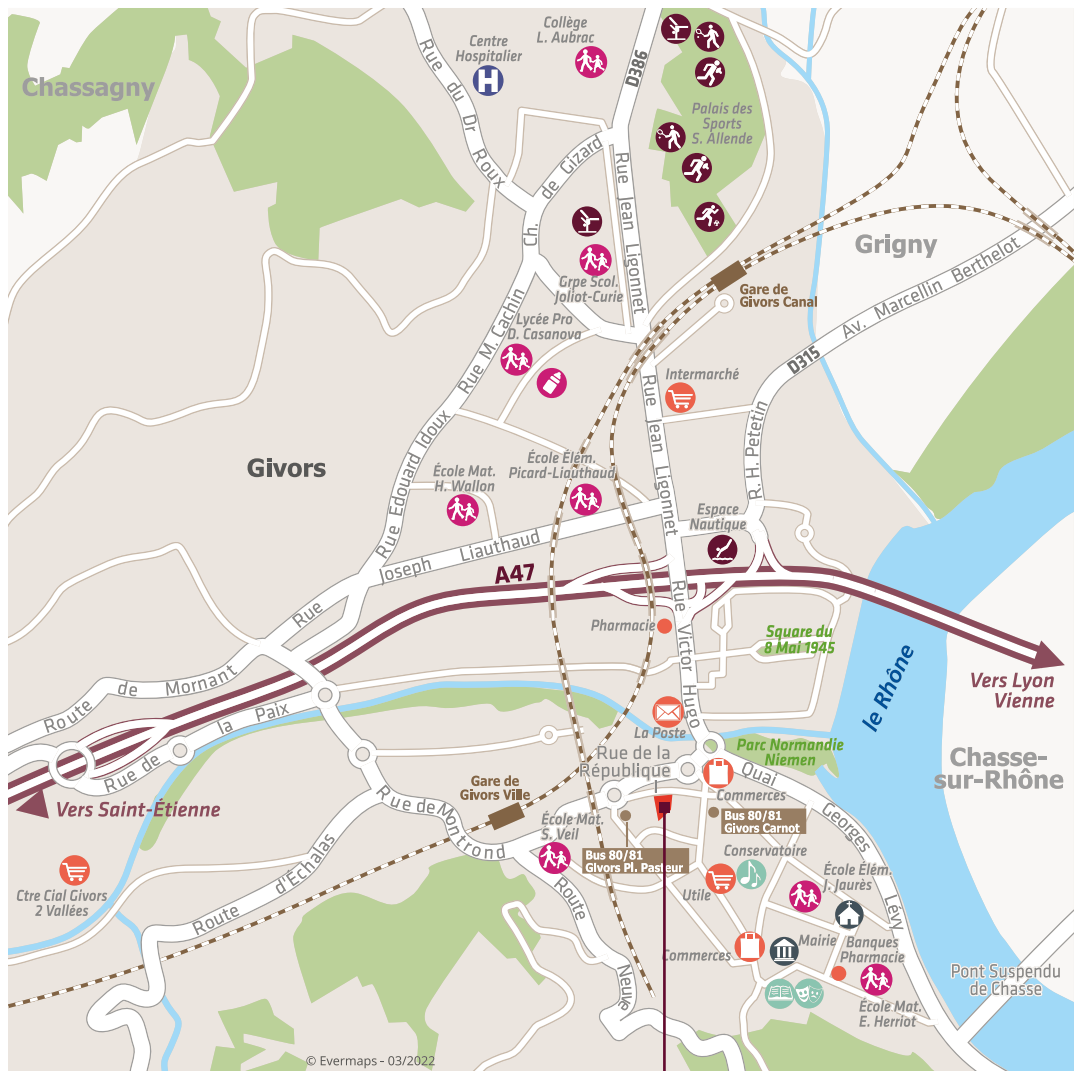 Collège
L. Aubrac
Centre
Hospitalier
D386
Rue du Dr Roux
Chassagny
Palais des
Sports
S. Allende
Ch. de Gizard
Rue Jean Ligonnet
Grigny
Av. Marcellin Berthelot
Grpe Scol.
Joliot-Curie
Gare de
Givors Canal
Lycée Pro
D. Casanova
Rue M. Cachin
D315
Intermarché
Rue Jean Ligonnet
R. H. Petetin
Rue Edouard Idoux
Givors
École Mat.
H. Wallon
École Élém.
Picard-Liauthaud
Espace
Nautique
Rue Joseph Liauthaud
A47
Pharmacie
Rue Victor Hugo
Square du
8 Mai 1945
le Rhône
Vers Lyon
Vienne
Route de Mornant
Rue de la Paix
La Poste
Parc Normandie
Niemen
Rue de la
République
Chasse-
sur-Rhône
Quai Georges Lévy
Commerces
Gare de
Givors Ville
Vers Saint-Étienne
Rue de Montrond
Bus 80/81
Givors Carnot
École Mat.
S. Veil
Bus 80/81
Givors Pl. Pasteur
Conservatoire
École Élém.
J. Jaurès
Utile
Ctre Cial Givors
2 Vallées
Route d'Échalas
Route Neuve
Commerces
Mairie
Banques
Pharmacie
Pont Suspendu
de Chasse
École Mat.
E. Herriot
© Evermaps - 03/2022